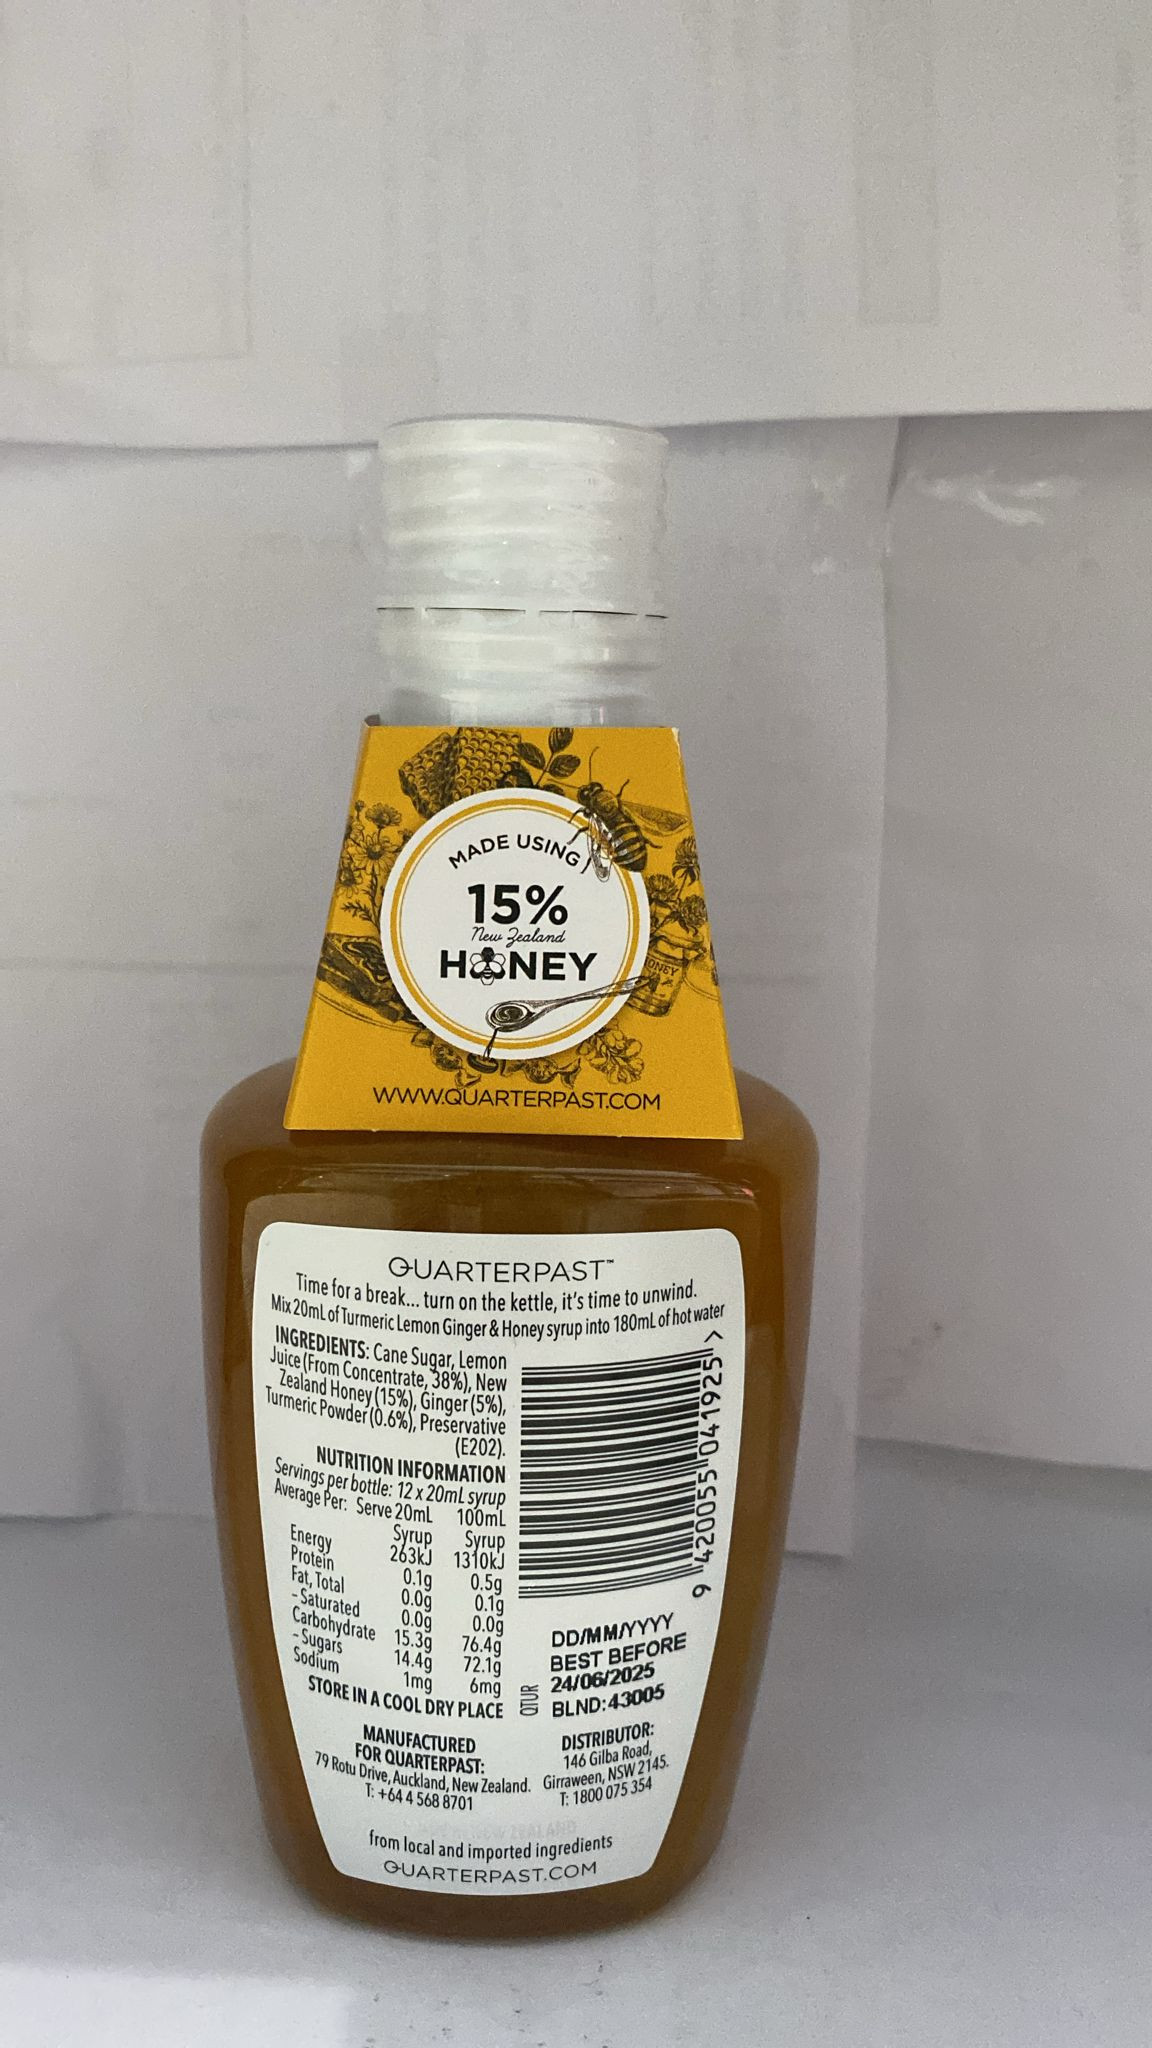 MADE USING
15%
New Zealand
HONEY
ONEY
WWW.QUARTERPAST.COM
QUARTERPAST™
Time for a break... turn on the kettle, it's time to unwind.
Mix 20mL of Turmeric Lemon Ginger & Honey syrup into 180mL of hot water
INGREDIENTS: Cane Sugar, Lemon
Juice (From Concentrate, 38%), New
Zealand Honey (15%), Ginger (5%),
Turmeric Powder (0.6%), Preservative
(E202).
NUTRITION INFORMATION
Servings per bottle: 12 x 20mL syrup
Average Per: Serve 20mL 100mL
Syrup Syrup
Energy 263kJ 1310kJ
Protein 0.1g 0.5g
Fat, Total 0.0g 0.1g
- Saturated 0.0g 0.0g
Carbohydrate 15.3g 76.4g
- Sugars 14.4g 72.1g
Sodium 1mg 6mg
STORE IN A COOL DRY PLACE
9 420055 041925 >
QTUR
DD/MM/YYYY
BEST BEFORE
24/06/2025
BLND:43005
MANUFACTURED
FOR QUARTERPAST:
79 Rotu Drive, Auckland, New Zealand.
T: +64 4 568 8701
DISTRIBUTOR:
146 Gilba Road,
Girraween, NSW 2145.
T: 1800 075 354
from local and imported ingredients
QUARTERPAST.COM